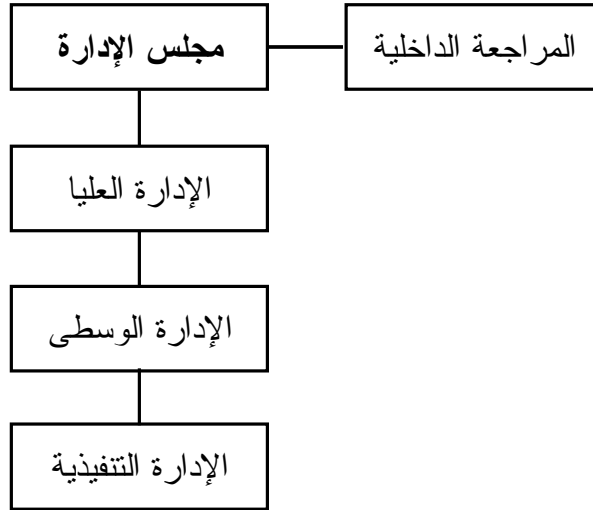 المراجعة الداخلية
مجلس الإدارة
الإدارة العليا
الإدارة الوسطى
الإدارة التنفيذية